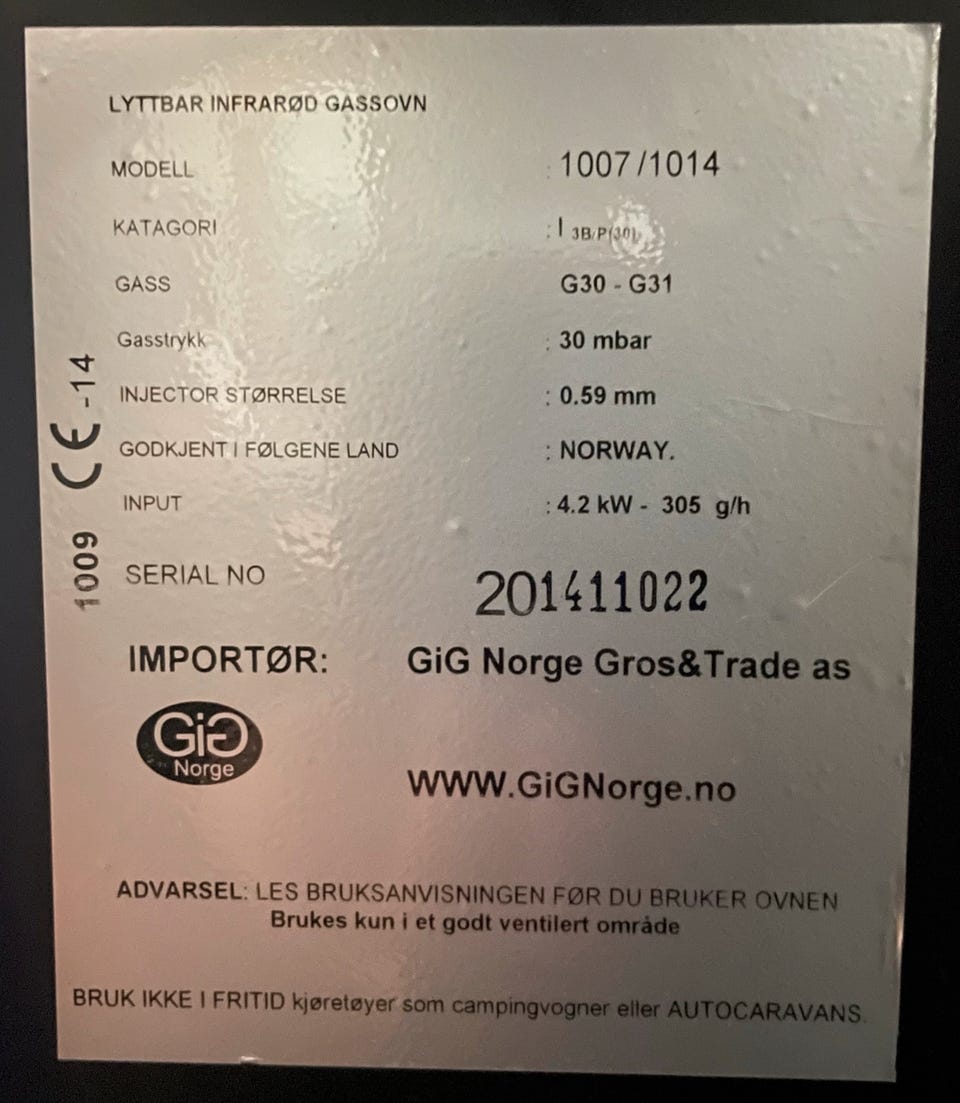 LYTTBAR INFRARØD GASSOVN
MODELL : 1007/1014
KATAGORI : I 3B/P(30)
GASS G30 - G31
Gasstrykk : 30 mbar
INJECTOR STØRRELSE : 0.59 mm
GODKJENT I FØLGENE LAND : NORWAY.
INPUT : 4.2 kW - 305 g/h
SERIAL NO 201411022
1009 CE -14
IMPORTØR: GiG Norge Gros&Trade as
GiG
Norge
WWW.GiGNorge.no
ADVARSEL: LES BRUKSANVISNINGEN FØR DU BRUKER OVNEN
Brukes kun i et godt ventilert område
BRUK IKKE I FRITID kjøretøyer som campingvogner eller AUTOCARAVANS.